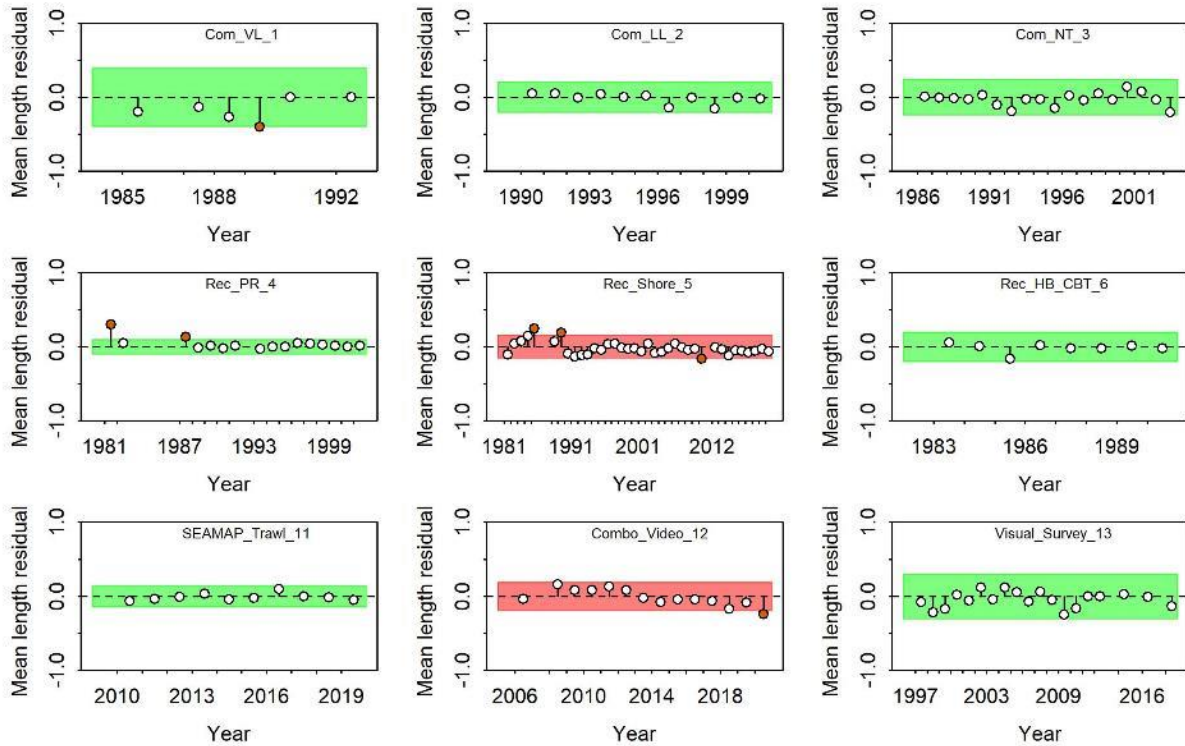 Com_VL_1
Mean length residual
-1.0 0.0 1.0
1985 1988 1992
Year
Com_LL_2
Mean length residual
-1.0 0.0 1.0
1990 1993 1996 1999
Year
Com_NT_3
Mean length residual
-1.0 0.0 1.0
1986 1991 1996 2001
Year
Rec_PR_4
Mean length residual
-1.0 0.0 1.0
1981 1987 1993 1999
Year
Rec_Shore_5
Mean length residual
-1.0 0.0 1.0
1981 1991 2001 2012
Year
Rec_HB_CBT_6
Mean length residual
-1.0 0.0 1.0
1983 1986 1989
Year
SEAMAP_Trawl_11
Mean length residual
-1.0 0.0 1.0
2010 2013 2016 2019
Year
Combo_Video_12
Mean length residual
-1.0 0.0 1.0
2006 2010 2014 2018
Year
Visual_Survey_13
Mean length residual
-1.0 0.0 1.0
1997 2003 2009 2016
Year